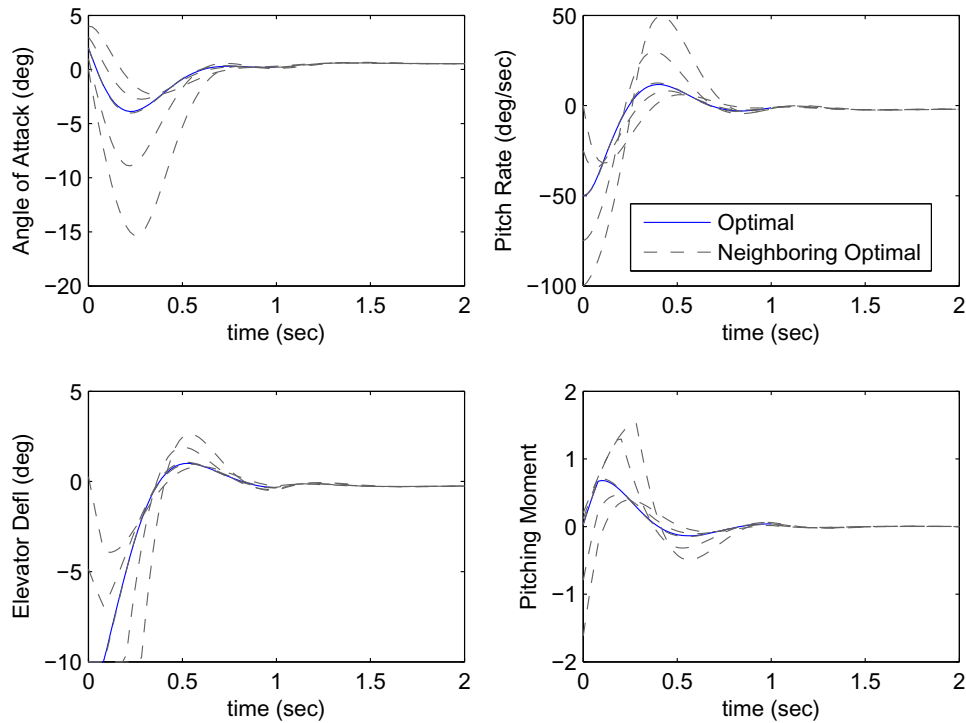 5
0
−5
−10
−15
−20
Angle of Attack (deg)
0 0.5 1 1.5 2
time (sec)
50
0
−50
−100
Pitch Rate (deg/sec)
Optimal
Neighboring Optimal
0 0.5 1 1.5 2
time (sec)
5
0
−5
−10
Elevator Defl (deg)
0 0.5 1 1.5 2
time (sec)
2
1
0
−1
−2
Pitching Moment
0 0.5 1 1.5 2
time (sec)